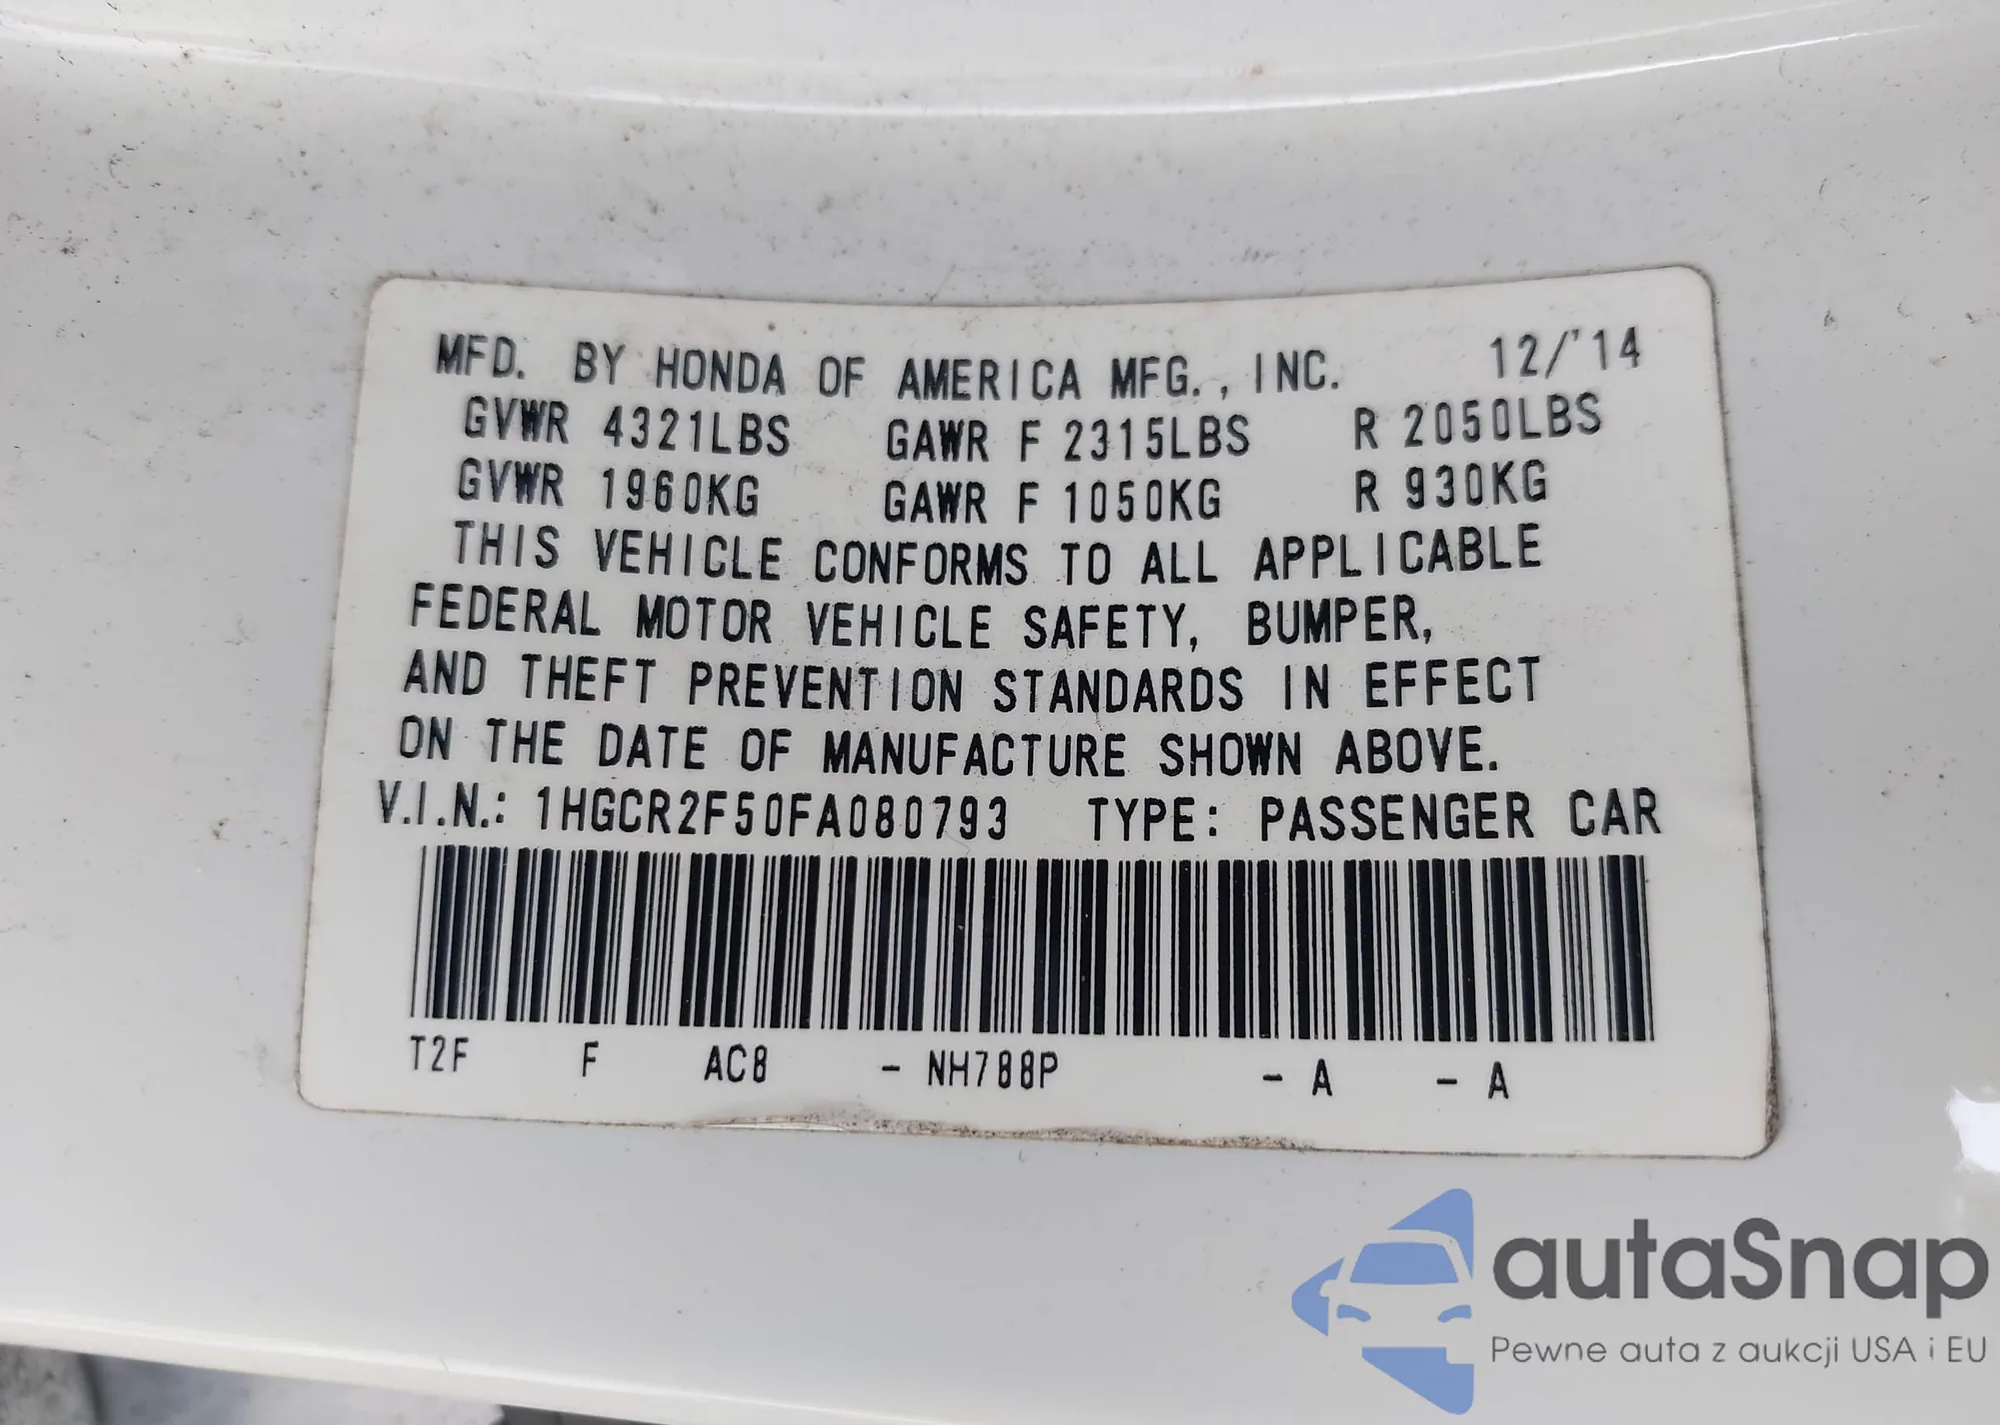 MFD. BY HONDA OF AMERICA MFG., INC. 12/'14
GVWR 4321LBS GAWR F 2315LBS R 2050LBS
GVWR 1960KG GAWR F 1050KG R 930KG
THIS VEHICLE CONFORMS TO ALL APPLICABLE
FEDERAL MOTOR VEHICLE SAFETY, BUMPER,
AND THEFT PREVENTION STANDARDS IN EFFECT
ON THE DATE OF MANUFACTURE SHOWN ABOVE.
V.I.N.: 1HGCR2F50FA080793 TYPE: PASSENGER CAR
T2F F AC8 - NH788P - A - A
autaSnap
Pewne auta z aukcji USA i EU